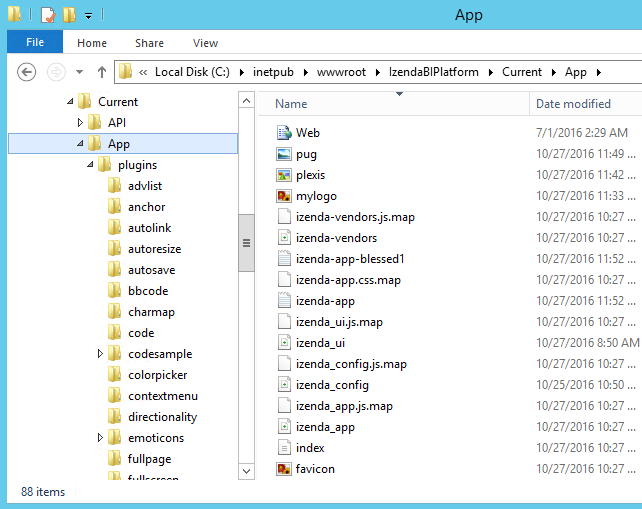 App
File Home Share View
« Local Disk (C:) inetpub wwwroot IzendaBIPlatform Current App
Current
API
App
plugins
advlist
anchor
autolink
autoresize
autosave
bbcode
charmap
code
codesample
colorpicker
contextmenu
directionality
emoticons
fullpage
fullscreen
Name Date modified
Web 7/1/2016 2:29 AM
pug 10/27/2016 11:49 ...
plexis 10/27/2016 11:42 ...
mylogo 10/27/2016 11:33 ...
izenda-vendors.js.map 10/27/2016 10:27 ...
izenda-vendors 10/27/2016 10:27 ...
izenda-app-blessed1 10/27/2016 11:52 ...
izenda-app.css.map 10/27/2016 10:27 ...
izenda-app 10/27/2016 11:52 ...
izenda_ui.js.map 10/27/2016 10:27 ...
izenda_ui 10/27/2016 8:50 AM
izenda_config.js.map 10/27/2016 10:27 ...
izenda_config 10/25/2016 10:50 ...
izenda_app.js.map 10/27/2016 10:27 ...
izenda_app 10/27/2016 10:27 ...
index 10/27/2016 10:27 ...
favicon 10/27/2016 10:27 ...
88 items